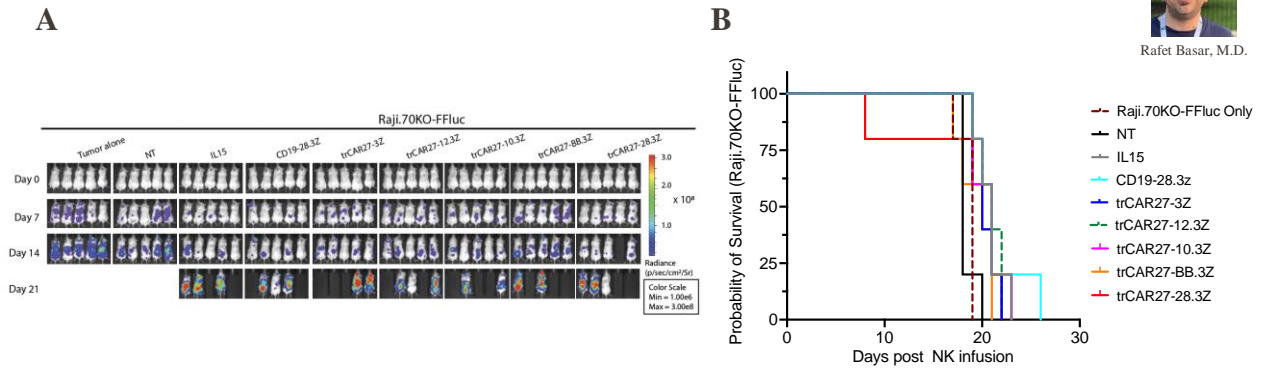 A
B
Rafet Basar, M.D.
Raji.70KO-FFluc
Tumor alone
NT
IL15
CD19-28.3Z
trCAR27-3Z
trCAR27-12.3Z
trCAR27-10.3Z
trCAR27-BB.3Z
trCAR27-28.3Z
Day 0
Day 7
Day 14
Day 21
3.0
2.0
x 10⁸
1.0
0.0
Radiance
(p/sec/cm²/Sr)
Color Scale
Min = 1.00e6
Max = 3.00e8
Probability of Survival (Raji.70KO-FFluc)
100
75
50
25
0
0
10
20
30
Days post NK infusion
Raji.70KO-FFluc Only
NT
IL15
CD19-28.3z
trCAR27-3Z
trCAR27-12.3Z
trCAR27-10.3Z
trCAR27-BB.3Z
trCAR27-28.3Z